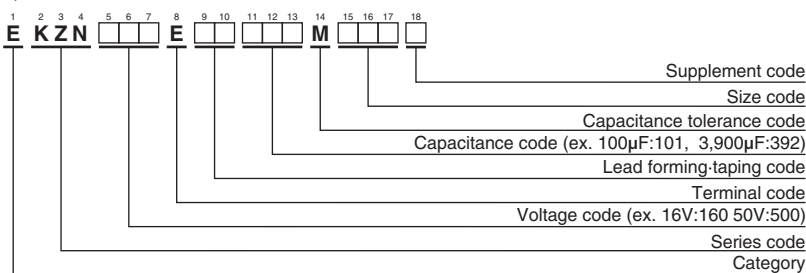 1 2 3 4 5 6 7 8 9 10 11 12 13 14 15 16 17 18
E K Z N □□□ E □□ □□□ M □□□ □
Supplement code
Size code
Capacitance tolerance code
Capacitance code (ex. 100µF:101, 3,900µF:392)
Lead forming·taping code
Terminal code
Voltage code (ex. 16V:160 50V:500)
Series code
Category